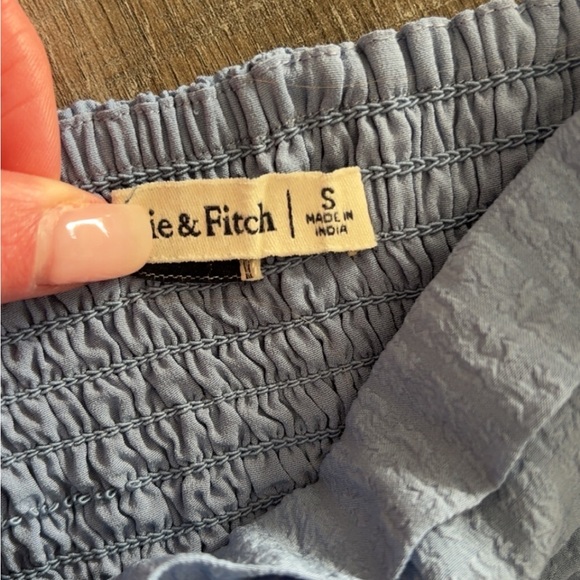 ie & Fitch | S
MADE IN
INDIA